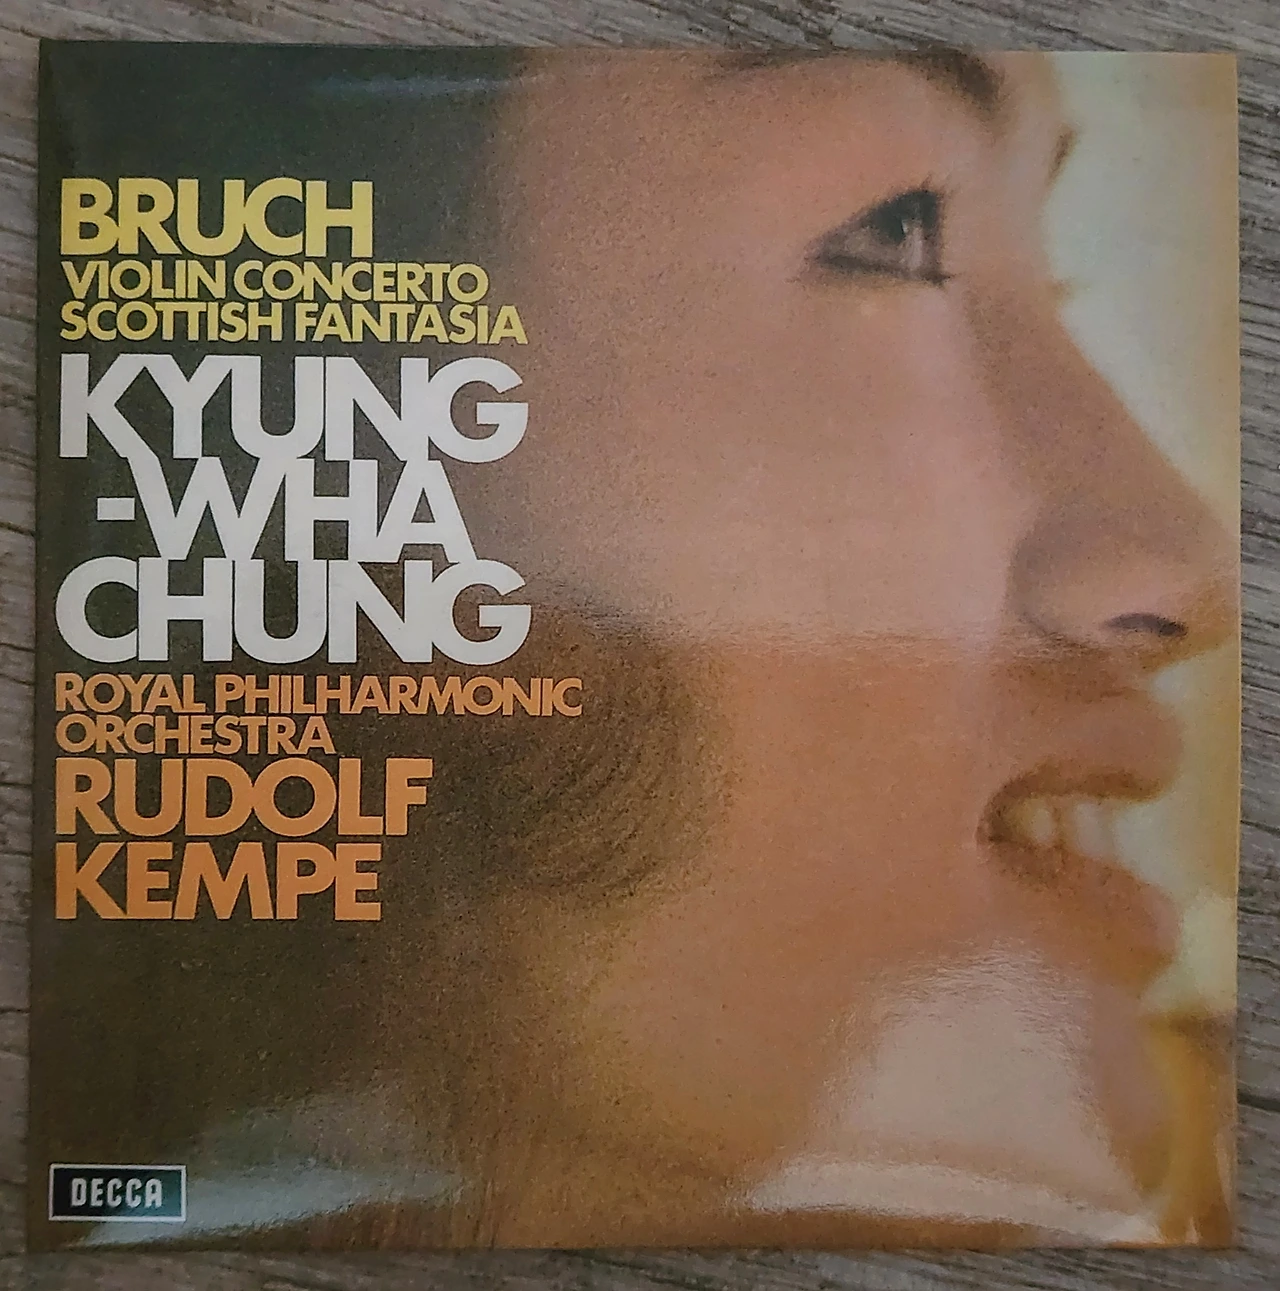 BRUCH
VIOLIN CONCERTO
SCOTTISH FANTASIA
KYUNG
-WHA
CHUNG
ROYAL PHILHARMONIC
ORCHESTRA
RUDOLF
KEMPE
DECCA